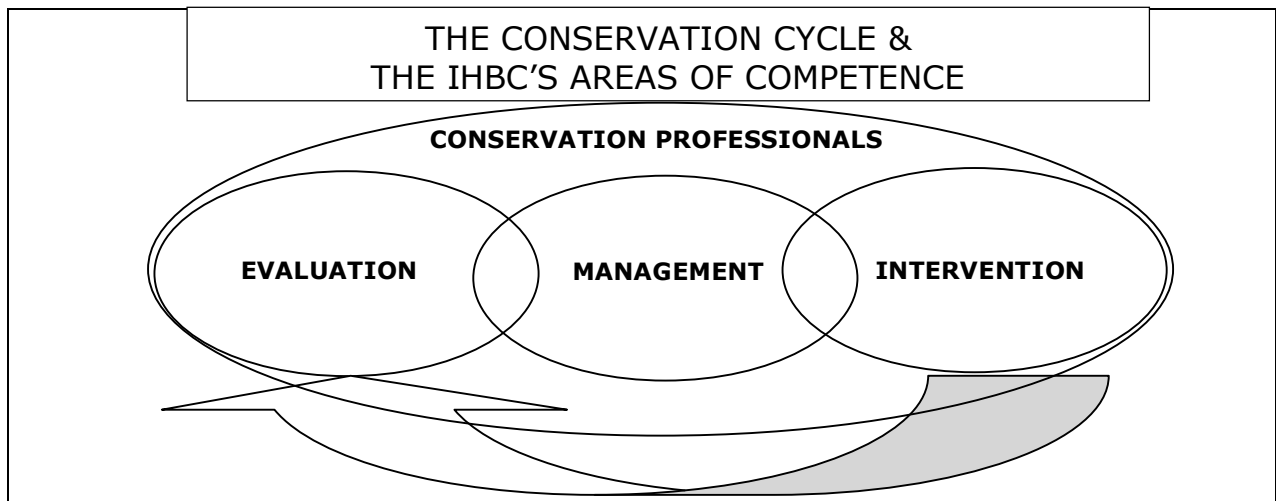 THE CONSERVATION CYCLE &
THE IHBC’S AREAS OF COMPETENCE
CONSERVATION PROFESSIONALS
EVALUATION
MANAGEMENT
INTERVENTION